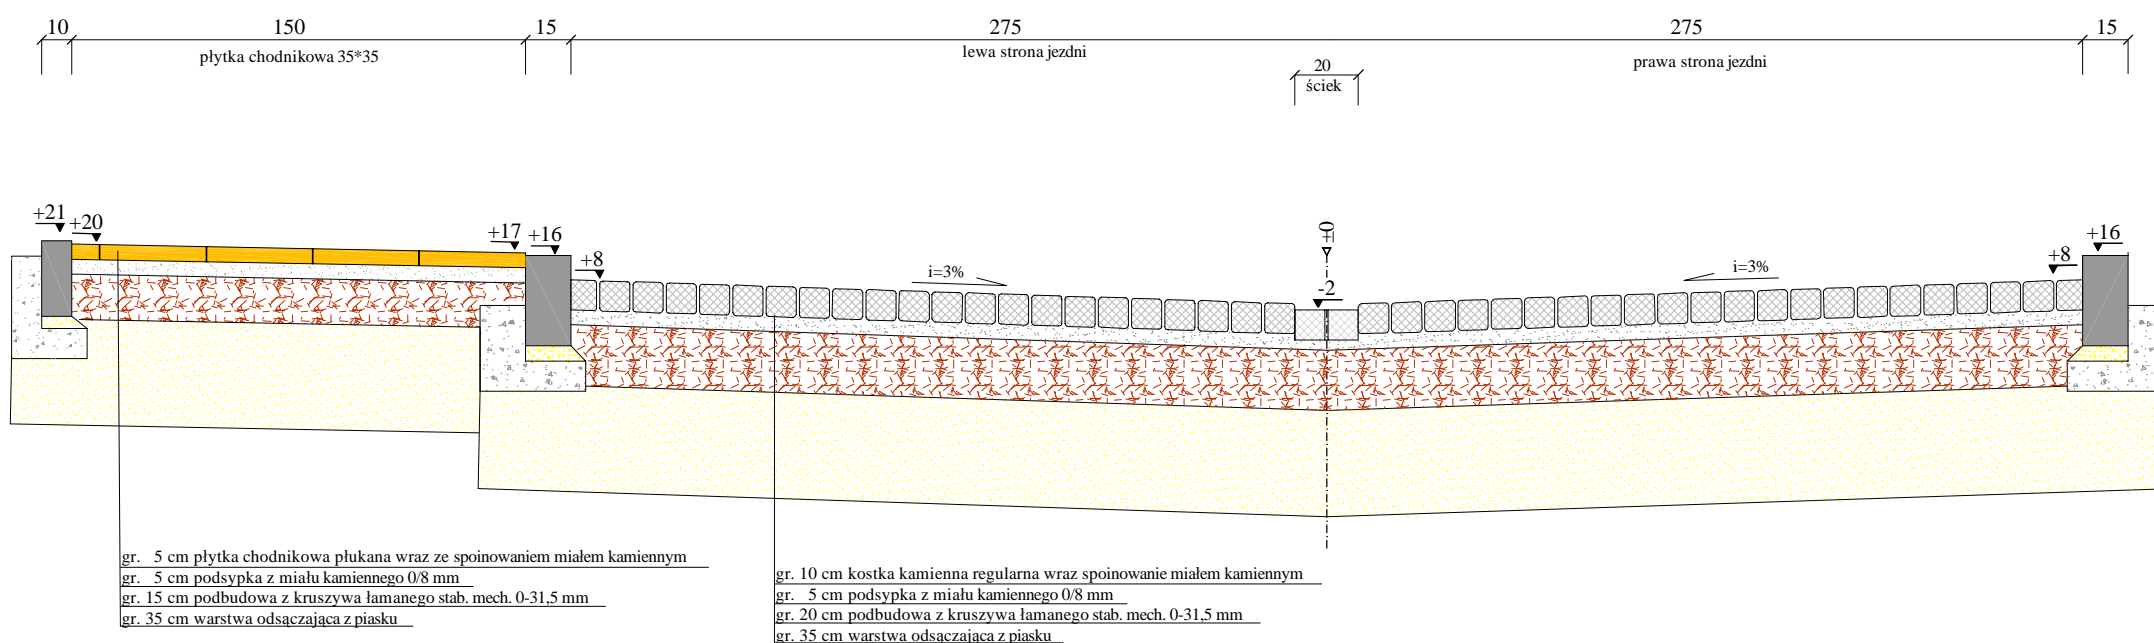 10 150 15 275 275 15
płytka chodnikowa 35*35
lewa strona jezdni
prawa strona jezdni
20
ściek
+21
+20
+17
+16
+8
i=3%
±0
-2
i=3%
+8
+16
gr. 5 cm płytka chodnikowa płukana wraz ze spoinowaniem miałem kamiennym
gr. 5 cm podsypka z miału kamiennego 0/8 mm
gr. 15 cm podbudowa z kruszywa łamanego stab. mech. 0-31,5 mm
gr. 35 cm warstwa odsączająca z piasku
gr. 10 cm kostka kamienna regularna wraz spoinowanie miałem kamiennym
gr. 5 cm podsypka z miału kamiennego 0/8 mm
gr. 20 cm podbudowa z kruszywa łamanego stab. mech. 0-31,5 mm
gr. 35 cm warstwa odsączająca z piasku